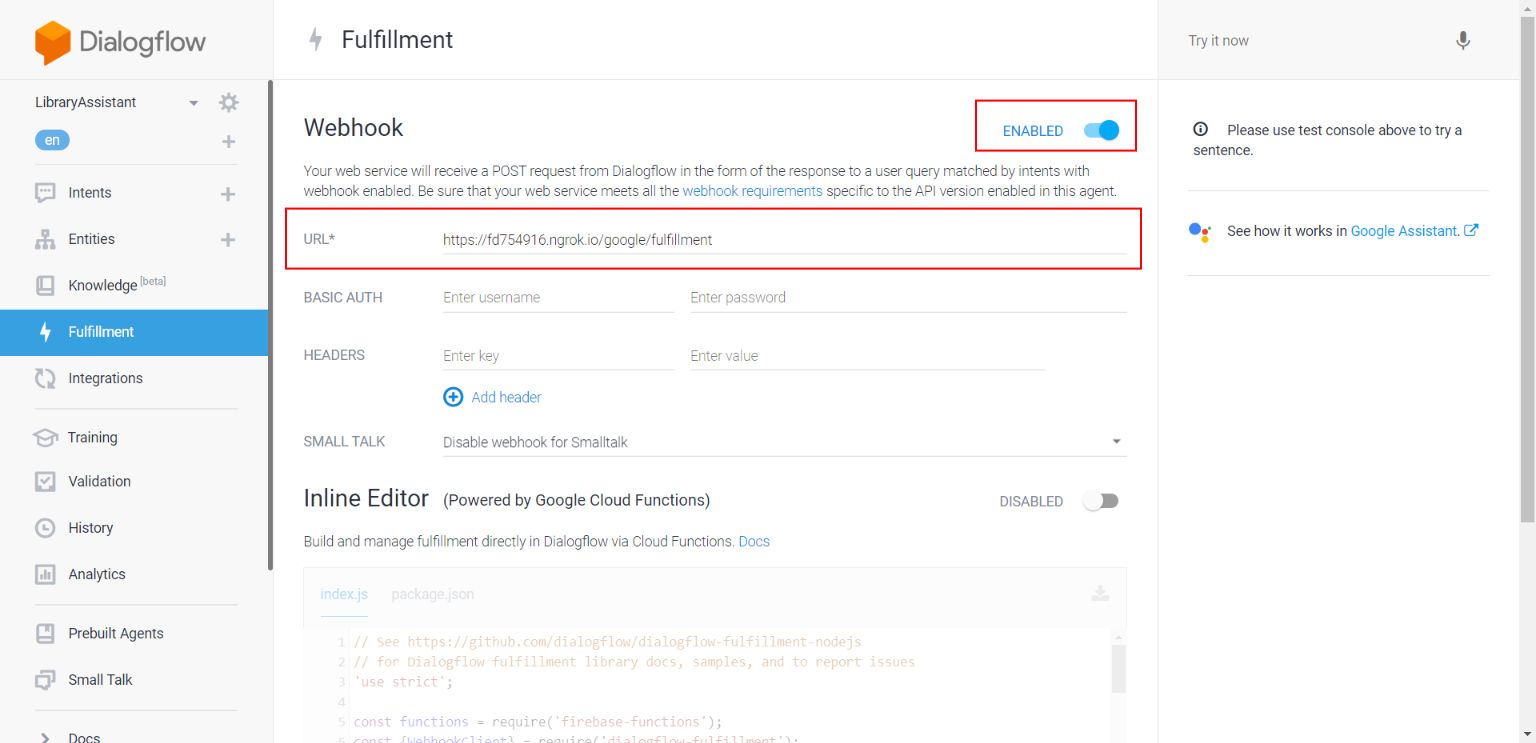 Dialogflow
LibraryAssistant
en
Intents
Entities
Knowledge [beta]
Fulfillment
Integrations
Training
Validation
History
Analytics
Prebuilt Agents
Small Talk
Docs
Fulfillment
Webhook
ENABLED
Your web service will receive a POST request from Dialogflow in the form of the response to a user query matched by intents with
webhook enabled. Be sure that your web service meets all the webhook requirements specific to the API version enabled in this agent.
URL* https://fd754916.ngrok.io/google/fulfillment
BASIC AUTH Enter username Enter password
HEADERS Enter key Enter value
Add header
SMALL TALK Disable webhook for Smalltalk
Inline Editor (Powered by Google Cloud Functions) DISABLED
Build and manage fulfillment directly in Dialogflow via Cloud Functions. Docs
index.js package.json
1 // See https://github.com/dialogflow/dialogflow-fulfillment-nodejs
2 // for Dialogflow fulfillment library docs, samples, and to report issues
3 'use strict';
4
5 const functions = require('firebase-functions');
6 const {WebhookClient} = require('dialogflow-fulfillment');
Try it now
Please use test console above to try a
sentence.
See how it works in Google Assistant.